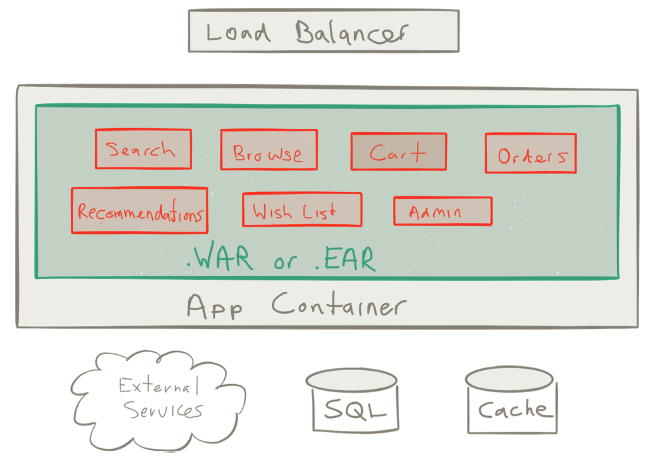 Load Balancer
Search
Browse
Cart
Orders
Recommendations
Wish List
Admin
.WAR or .EAR
App Container
External
Services
SQL
Cache